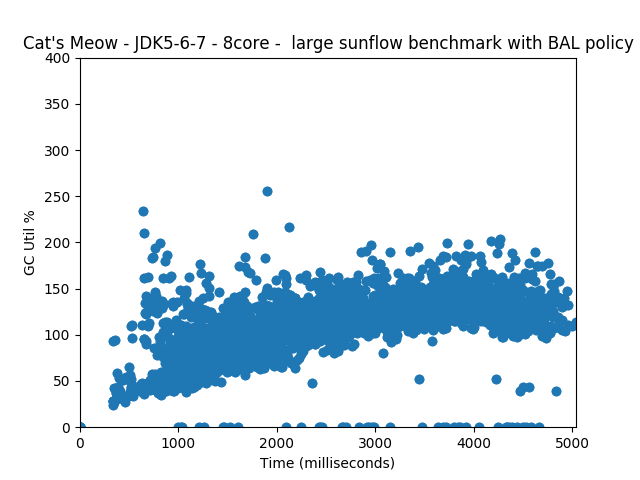 Cat's Meow - JDK5-6-7 - 8core -  large sunflow benchmark with BAL policy
400
350
300
250
200
150
100
50
0
GC Util %
0 1000 2000 3000 4000 5000
Time (milliseconds)